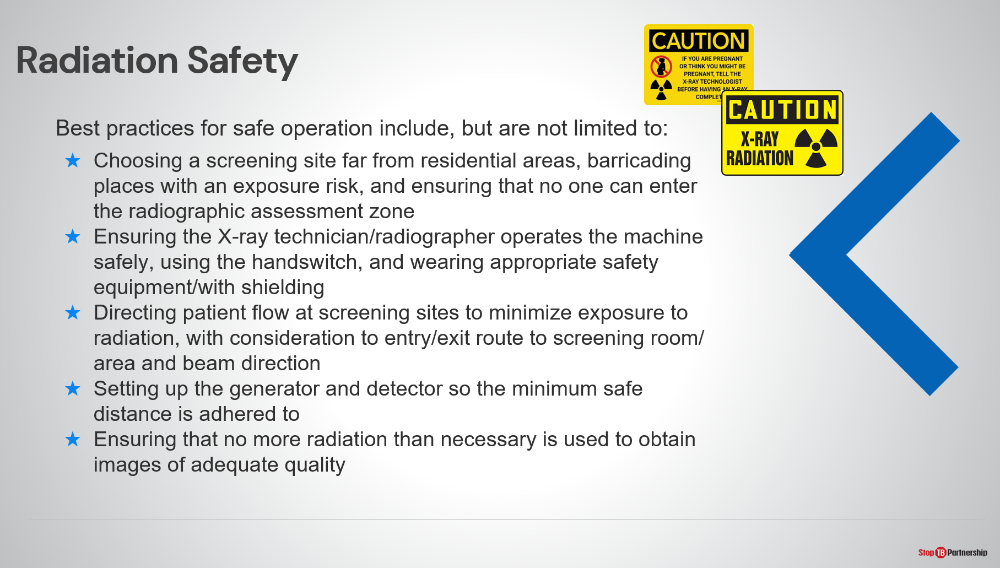 Radiation Safety
CAUTION
IF YOU ARE PREGNANT
OR THINK YOU MIGHT BE
PREGNANT, TELL THE
X-RAY TECHNOLOGIST
BEFORE HAVING AN X-RAY
CAUTION
X-RAY
RADIATION
Best practices for safe operation include, but are not limited to:
Choosing a screening site far from residential areas, barricading
places with an exposure risk, and ensuring that no one can enter
the radiographic assessment zone
Ensuring the X-ray technician/radiographer operates the machine
safely, using the handswitch, and wearing appropriate safety
equipment/with shielding
Directing patient flow at screening sites to minimize exposure to
radiation, with consideration to entry/exit route to screening room/
area and beam direction
Setting up the generator and detector so the minimum safe
distance is adhered to
Ensuring that no more radiation than necessary is used to obtain
images of adequate quality
Stop TB Partnership